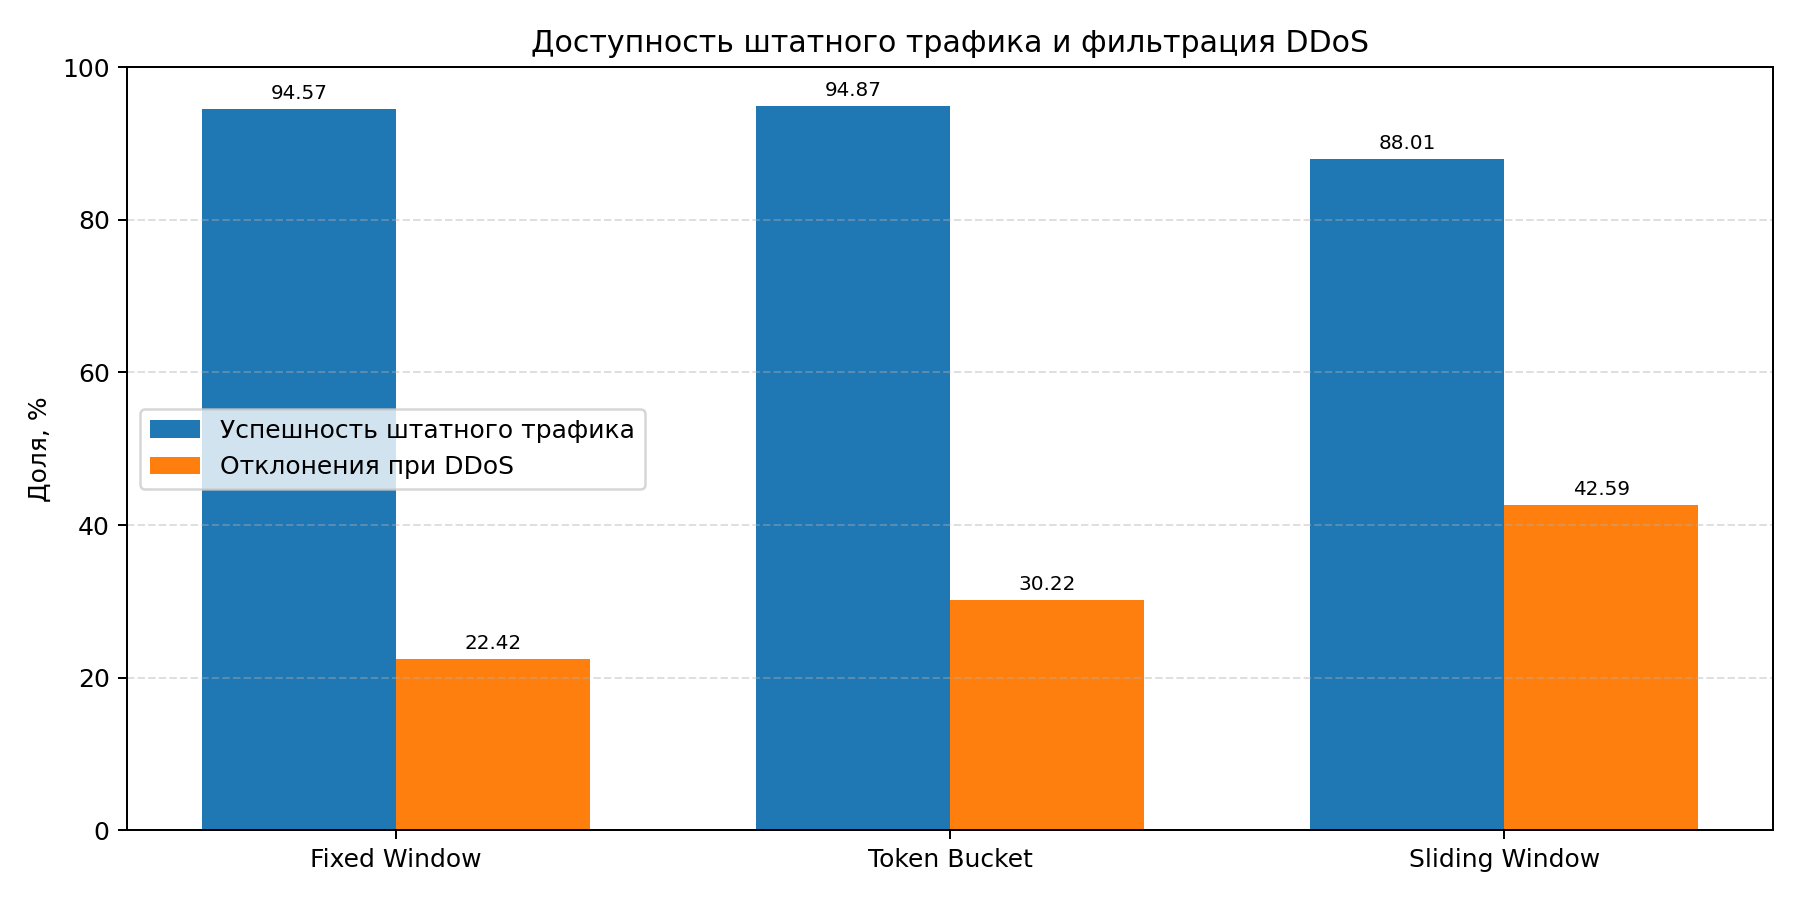 Доступность штатного трафика и фильтрация DDoS
Доля, %
100
80
60
40
20
0
94.57
22.42
94.87
30.22
88.01
42.59
Успешность штатного трафика
Отклонения при DDoS
Fixed Window
Token Bucket
Sliding Window